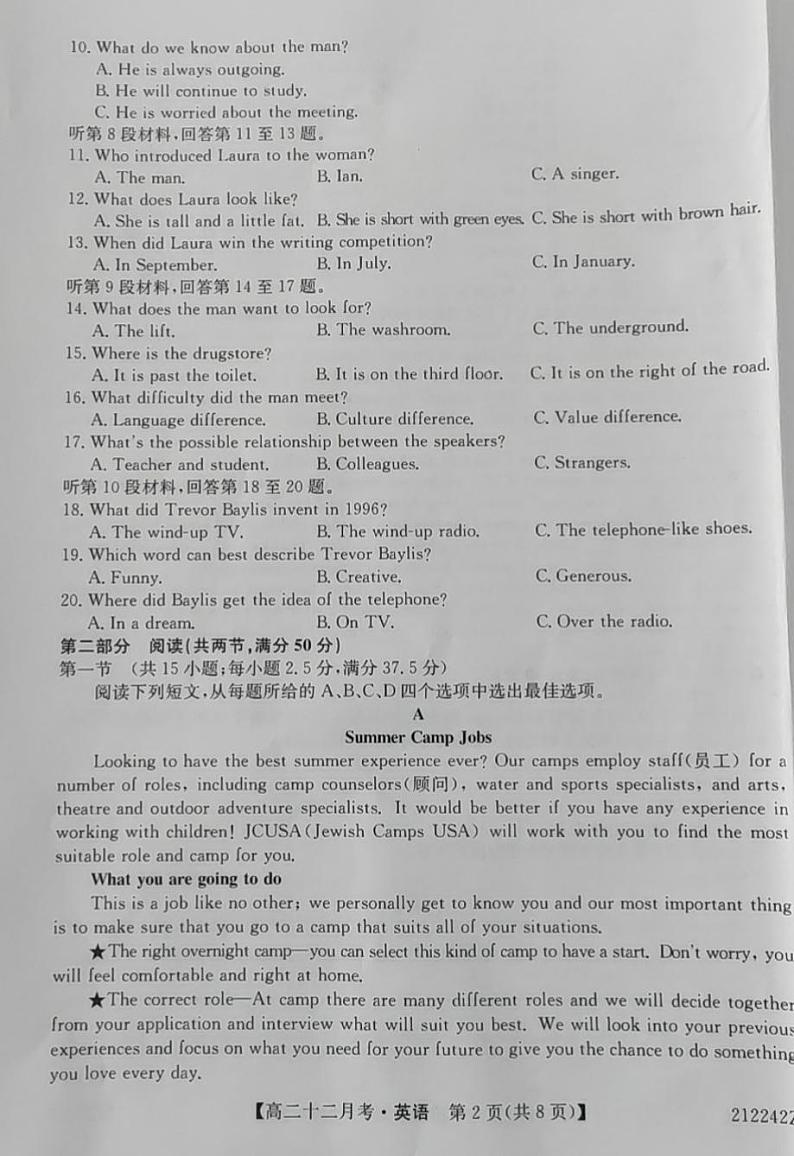 10. What do we know about the man?
A. He is always outgoing.
B. He will continue to study.
C. He is worried about the meeting.
听第 8 段材料,回答第 11 至 13 题。
11. Who introduced Laura to the woman?
A. The man. B. Ian. C. A singer.
12. What does Laura look like?
A. She is tall and a little fat. B. She is short with green eyes. C. She is short with brown hair.
13. When did Laura win the writing competition?
A. In September. B. In July. C. In January.
听第 9 段材料,回答第 14 至 17 题。
14. What does the man want to look for?
A. The lift. B. The washroom. C. The underground.
15. Where is the drugstore?
A. It is past the toilet. B. It is on the third floor. C. It is on the right of the road.
16. What difficulty did the man meet?
A. Language difference. B. Culture difference. C. Value difference.
17. What's the possible relationship between the speakers?
A. Teacher and student. B. Colleagues. C. Strangers.
听第 10 段材料,回答第 18 至 20 题。
18. What did Trevor Baylis invent in 1996?
A. The wind-up TV. B. The wind-up radio. C. The telephone-like shoes.
19. Which word can best describe Trevor Baylis?
A. Funny. B. Creative. C. Generous.
20. Where did Baylis get the idea of the telephone?
A. In a dream. B. On TV. C. Over the radio.
第二部分 阅读(共两节,满分 50 分)
第一节 (共 15 小题;每小题 2.5 分,满分 37.5 分)
阅读下列短文,从每题所给的 A、B、C、D 四个选项中选出最佳选项。
A
Summer Camp Jobs
Looking to have the best summer experience ever? Our camps employ staff(员工) for a
number of roles, including camp counselors(顾问), water and sports specialists, and arts,
theatre and outdoor adventure specialists. It would be better if you have any experience in
working with children! JCUSA(Jewish Camps USA) will work with you to find the most
suitable role and camp for you.
What you are going to do
This is a job like no other; we personally get to know you and our most important thing
is to make sure that you go to a camp that suits all of your situations.
★The right overnight camp—you can select this kind of camp to have a start. Don't worry, you
will feel comfortable and right at home.
★The correct role—At camp there are many different roles and we will decide together
from your application and interview what will suit you best. We will look into your previous
experiences and focus on what you need for your future to give you the chance to do something
you love every day.
【高二十二月考·英语 第 2 页(共 8 页)】 212242Z